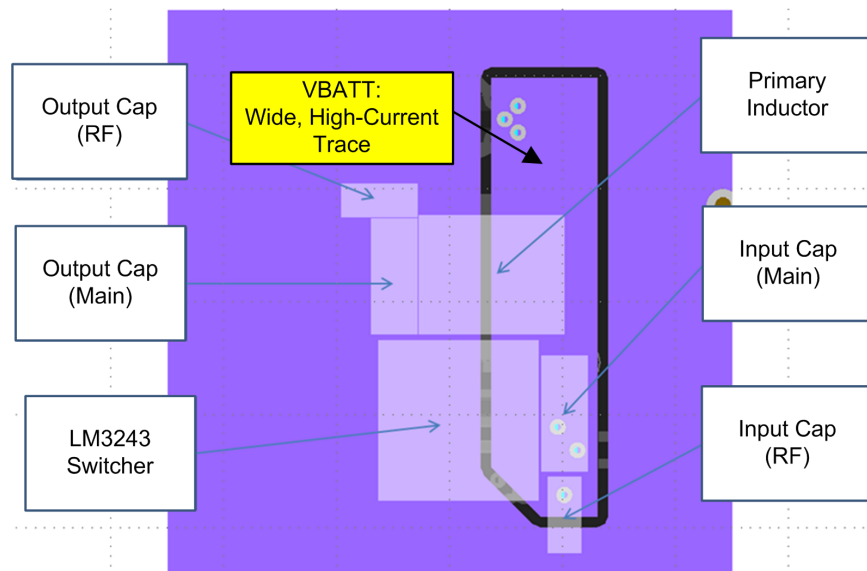 Output Cap
(RF)
VBATT:
Wide, High-Current
Trace
Primary
Inductor
Output Cap
(Main)
Input Cap
(Main)
LM3243
Switcher
Input Cap
(RF)